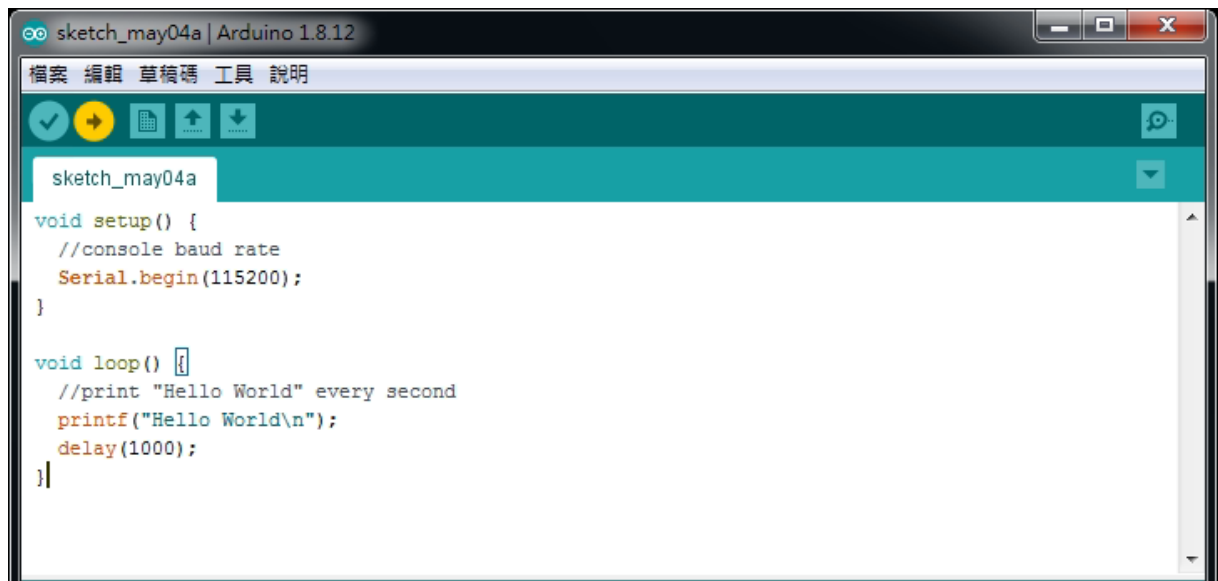 sketch_may04a | Arduino 1.8.12
檔案 編輯 草稿碼 工具 說明
sketch_may04a
void setup() {
  //console baud rate
  Serial.begin(115200);
}

void loop() {
  //print "Hello World" every second
  printf("Hello World\n");
  delay(1000);
}